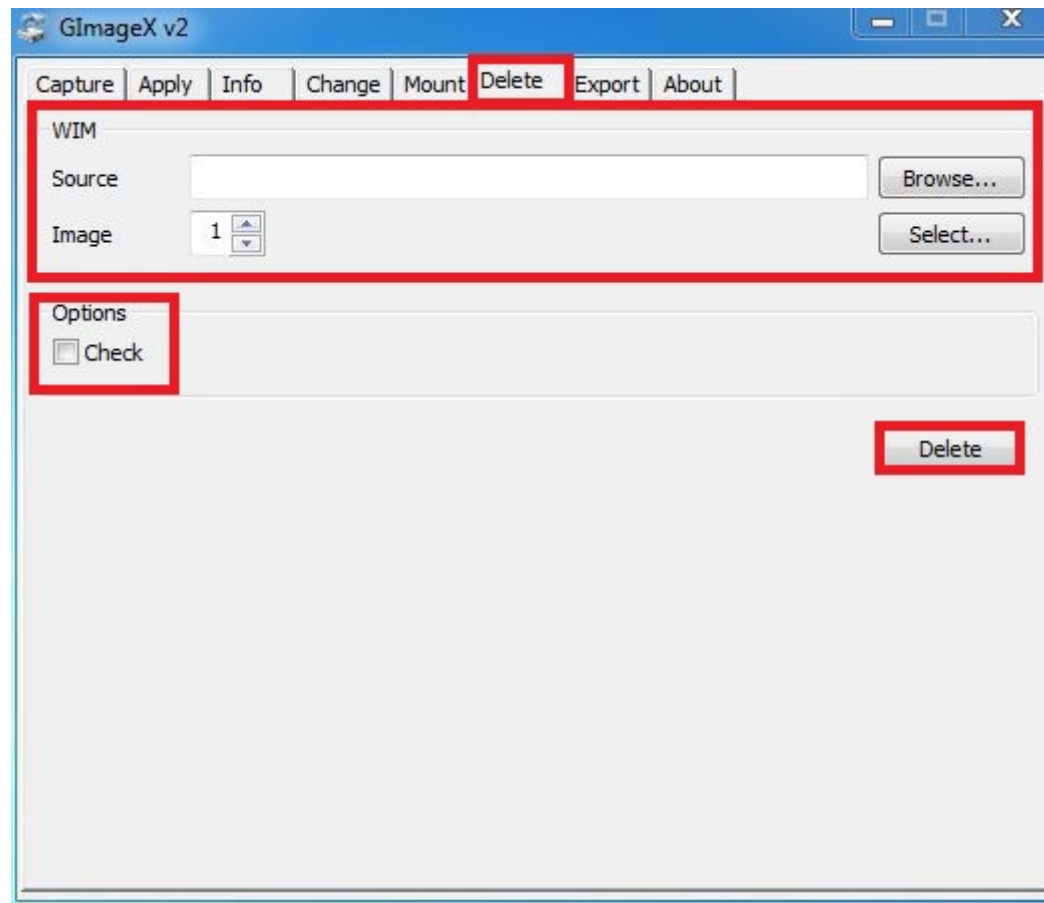 GImageX v2
Capture Apply Info Change Mount Delete Export About
WIM
Source Browse...
Image 1 Select...
Options
Check
Delete